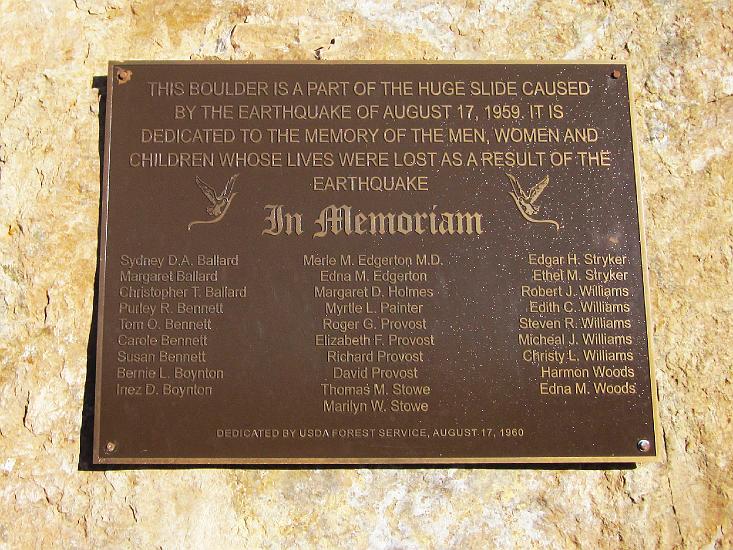 THIS BOULDER IS A PART OF THE HUGE SLIDE CAUSED
BY THE EARTHQUAKE OF AUGUST 17, 1959. IT IS
DEDICATED TO THE MEMORY OF THE MEN, WOMEN AND
CHILDREN WHOSE LIVES WERE LOST AS A RESULT OF THE
EARTHQUAKE
In Memoriam
Sydney D.A. Ballard
Margaret Ballard
Christopher T. Ballard
Purley R. Bennett
Tom O. Bennett
Carole Bennett
Susan Bennett
Bernie L. Boynton
Inez D. Boynton
Merle M. Edgerton M.D.
Edna M. Edgerton
Margaret D. Holmes
Myrtle L. Painter
Roger G. Provost
Elizabeth F. Provost
Richard Provost
David Provost
Thomas M. Stowe
Marilyn W. Stowe
Edgar H. Stryker
Ethel M. Stryker
Robert J. Williams
Edith C. Williams
Steven R. Williams
Micheal J. Williams
Christy L. Williams
Harmon Woods
Edna M. Woods
DEDICATED BY USDA FOREST SERVICE, AUGUST 17, 1960